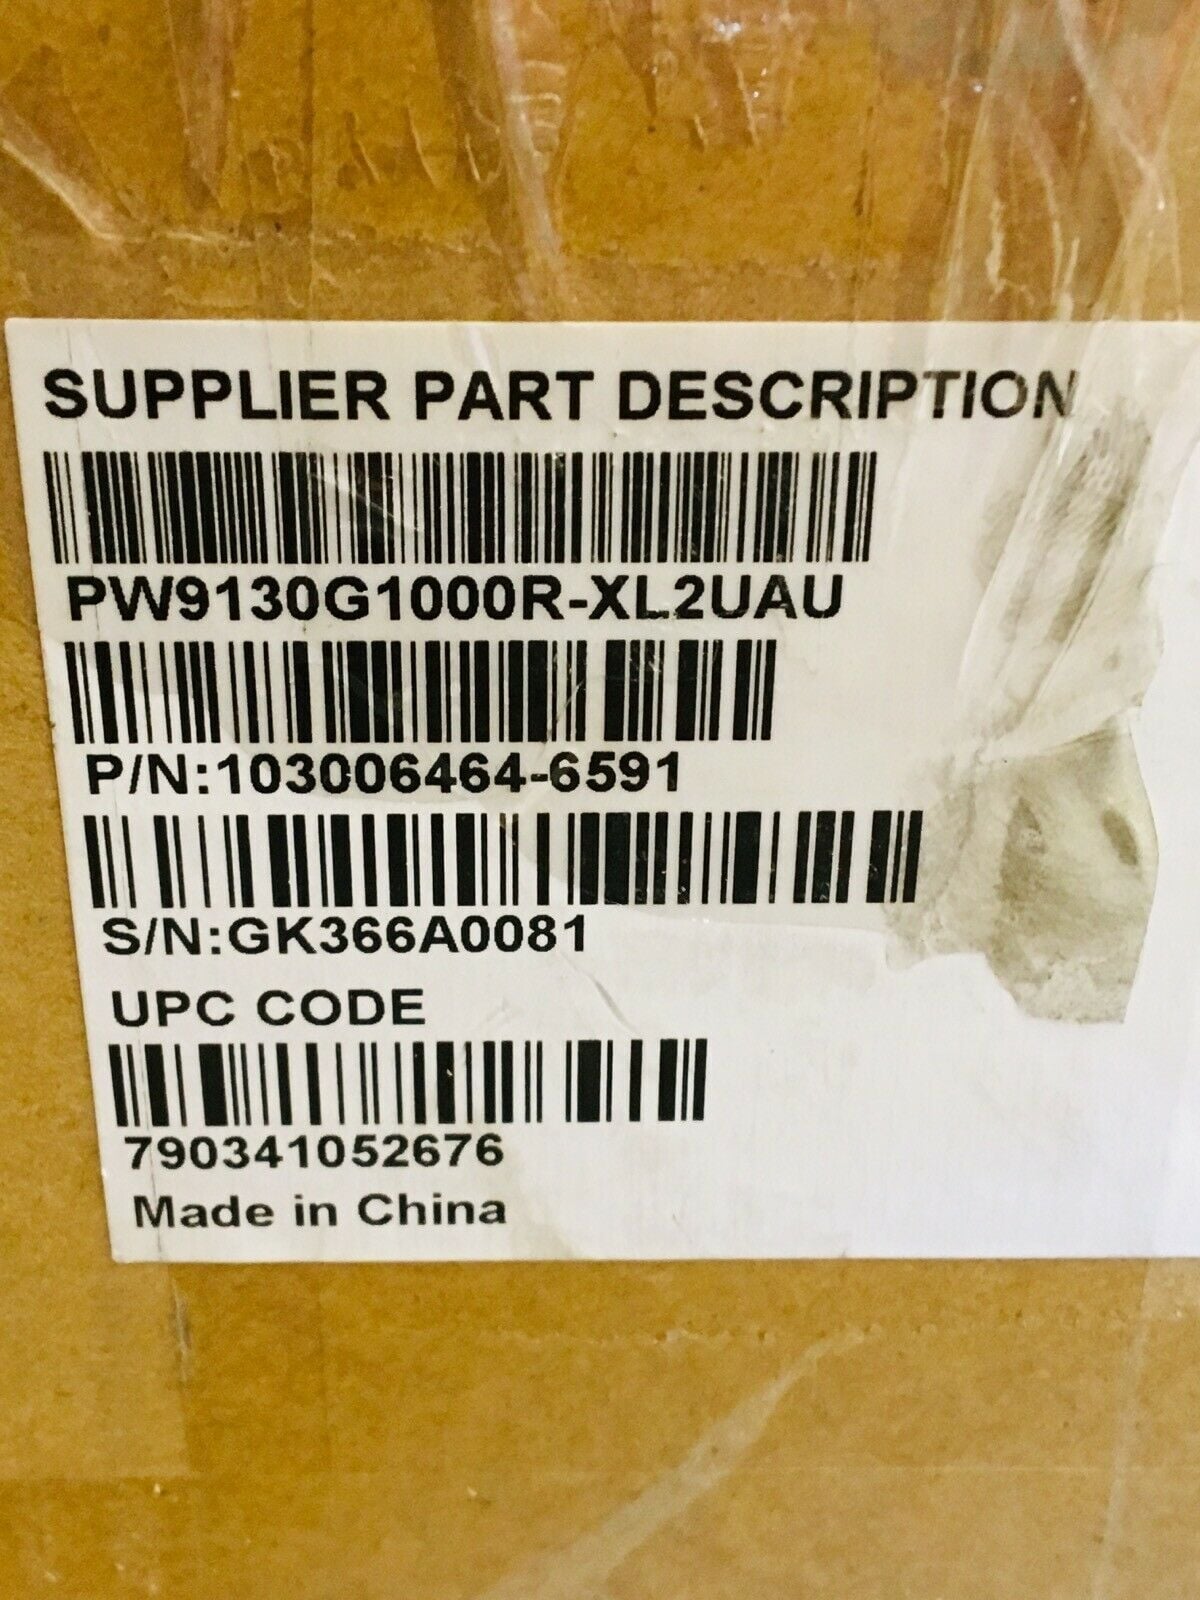 SUPPLIER PART DESCRIPTION
PW9130G1000R-XL2UAU
P/N:103006464-6591
S/N:GK366A0081
UPC CODE
790341052676
Made in China